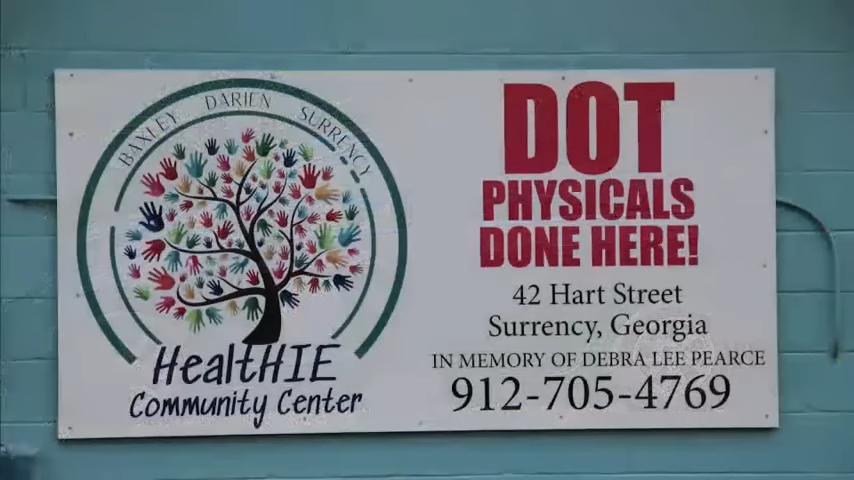 BAXLEY DARIEN SURRENCY
HealtHIE
Community Center
DOT
PHYSICALS
DONE HERE!
42 Hart Street
Surrency, Georgia
IN MEMORY OF DEBRA LEE PEARCE
912-705-4769